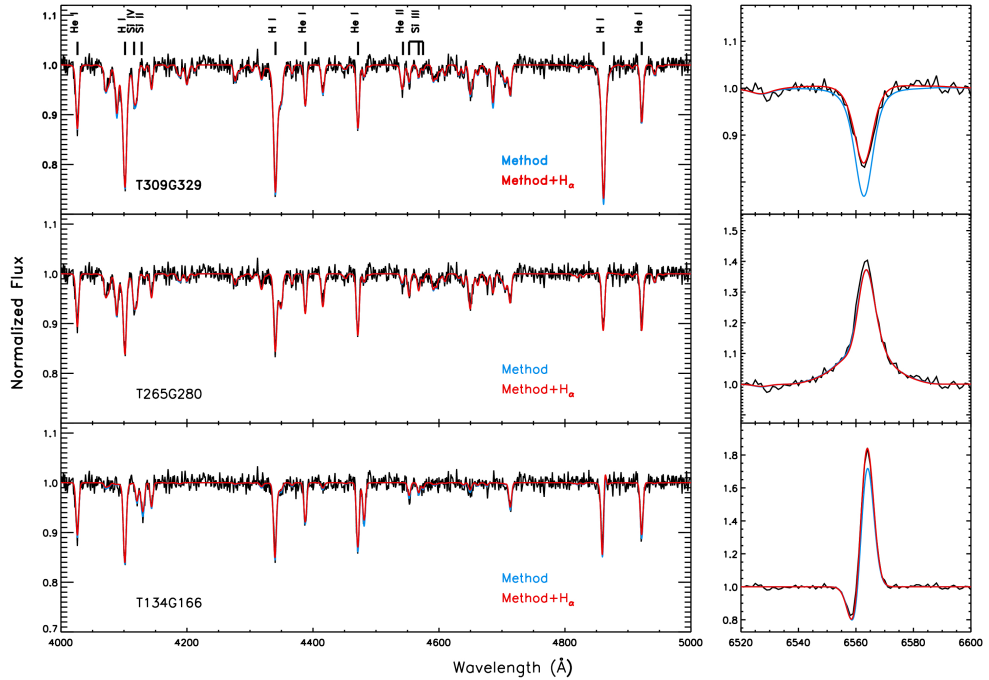 He I
H I
Si IV
Si II
H I
He I
He I
He II
Si III
H I
He I
1.1
1.0
0.9
0.8
Method
Method+Hα
T309G329
1.1
1.0
0.9
0.8
Method
Method+Hα
T265G280
1.1
1.0
0.9
0.8
0.7
Method
Method+Hα
T134G166
4000
4200
4400
4600
4800
5000
Normalized Flux
Wavelength (Å)
1.1
1.0
0.9
1.5
1.4
1.3
1.2
1.1
1.0
1.8
1.6
1.4
1.2
1.0
0.8
6520
6540
6560
6580
6600